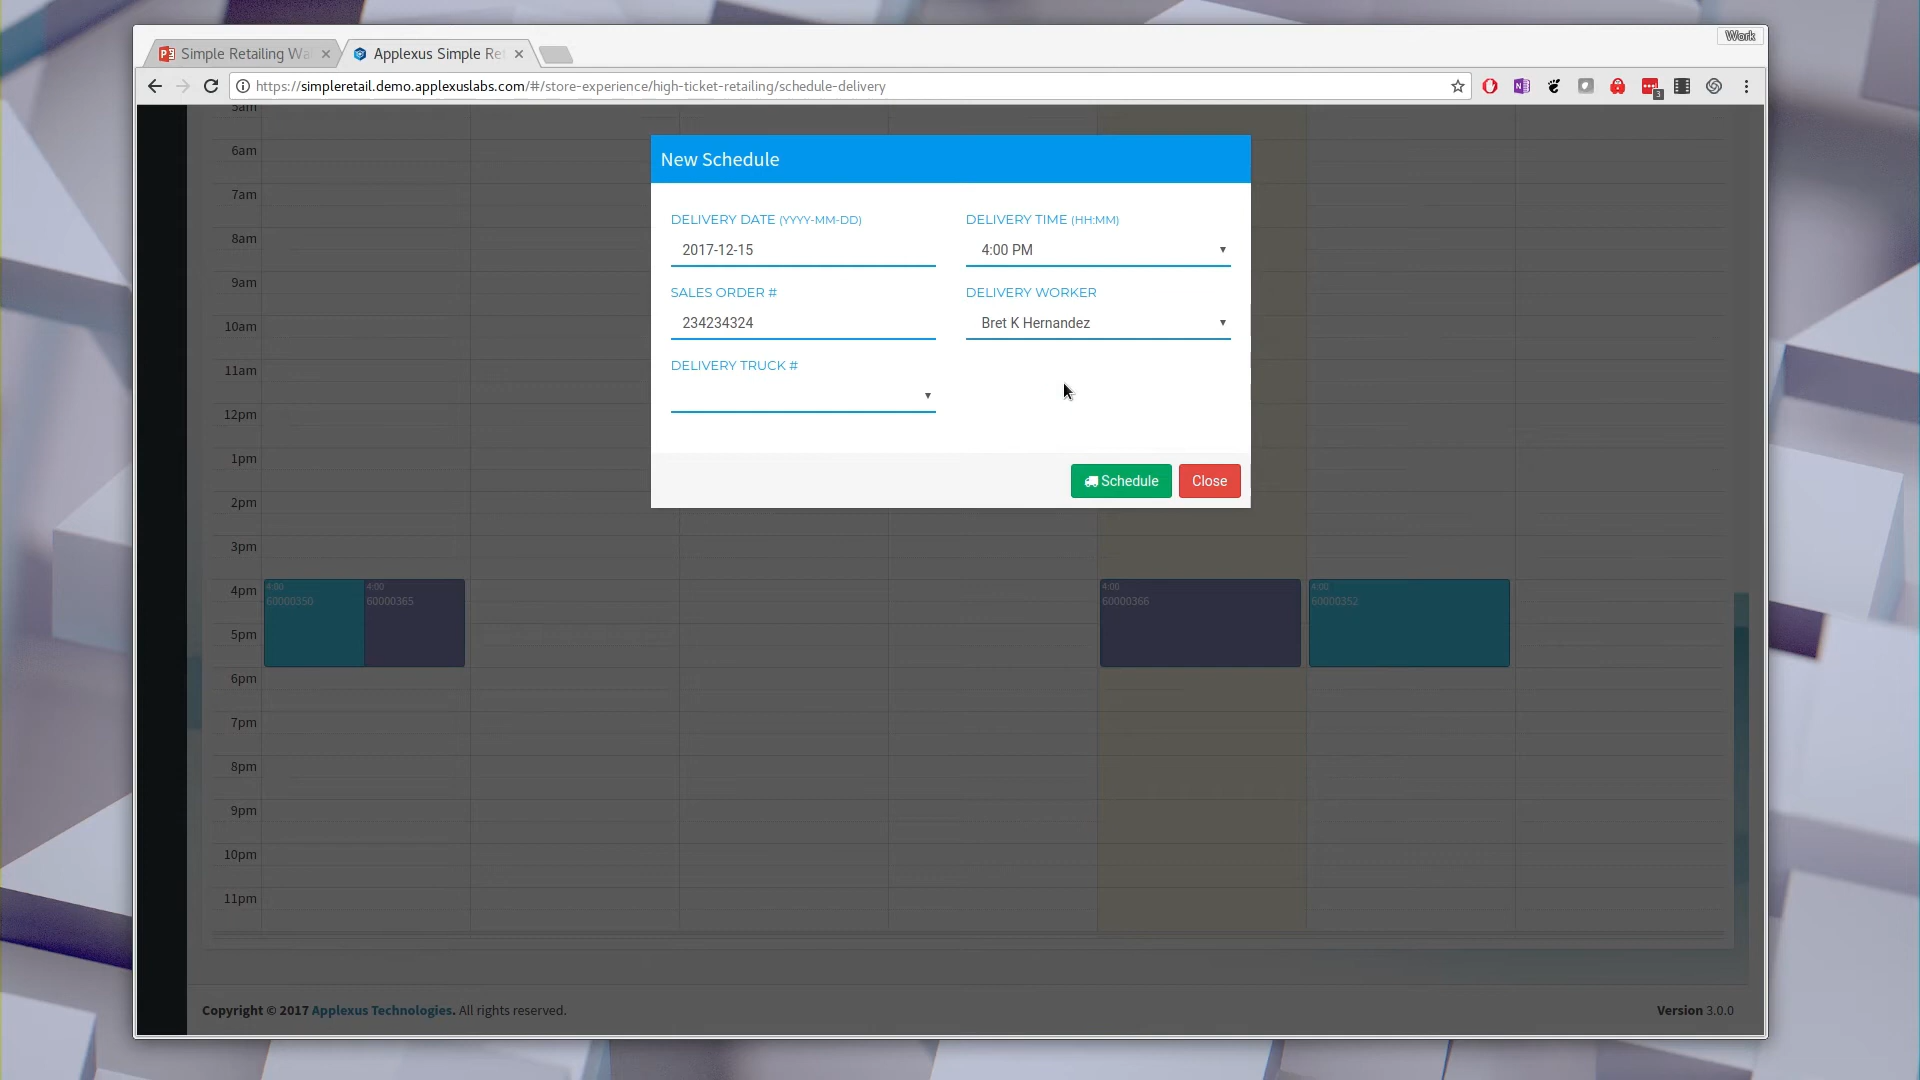 Work
Simple Retailing Wa
Applexus Simple Re
https://simpleretail.demo.applexuslabs.com/#/store-experience/high-ticket-retailing/schedule-delivery
3
5am
6am
7am
8am
9am
10am
11am
12pm
1pm
2pm
3pm
4pm
5pm
6pm
7pm
8pm
9pm
10pm
11pm
New Schedule
DELIVERY DATE (YYYY-MM-DD)
2017-12-15
DELIVERY TIME (HH:MM)
4:00 PM
SALES ORDER #
234234324
DELIVERY WORKER
Bret K Hernandez
DELIVERY TRUCK #
Schedule
Close
4:00
60000350
4:00
60000365
4:00
60000366
4:00
60000352
Copyright © 2017 Applexus Technologies. All rights reserved.
Version 3.0.0